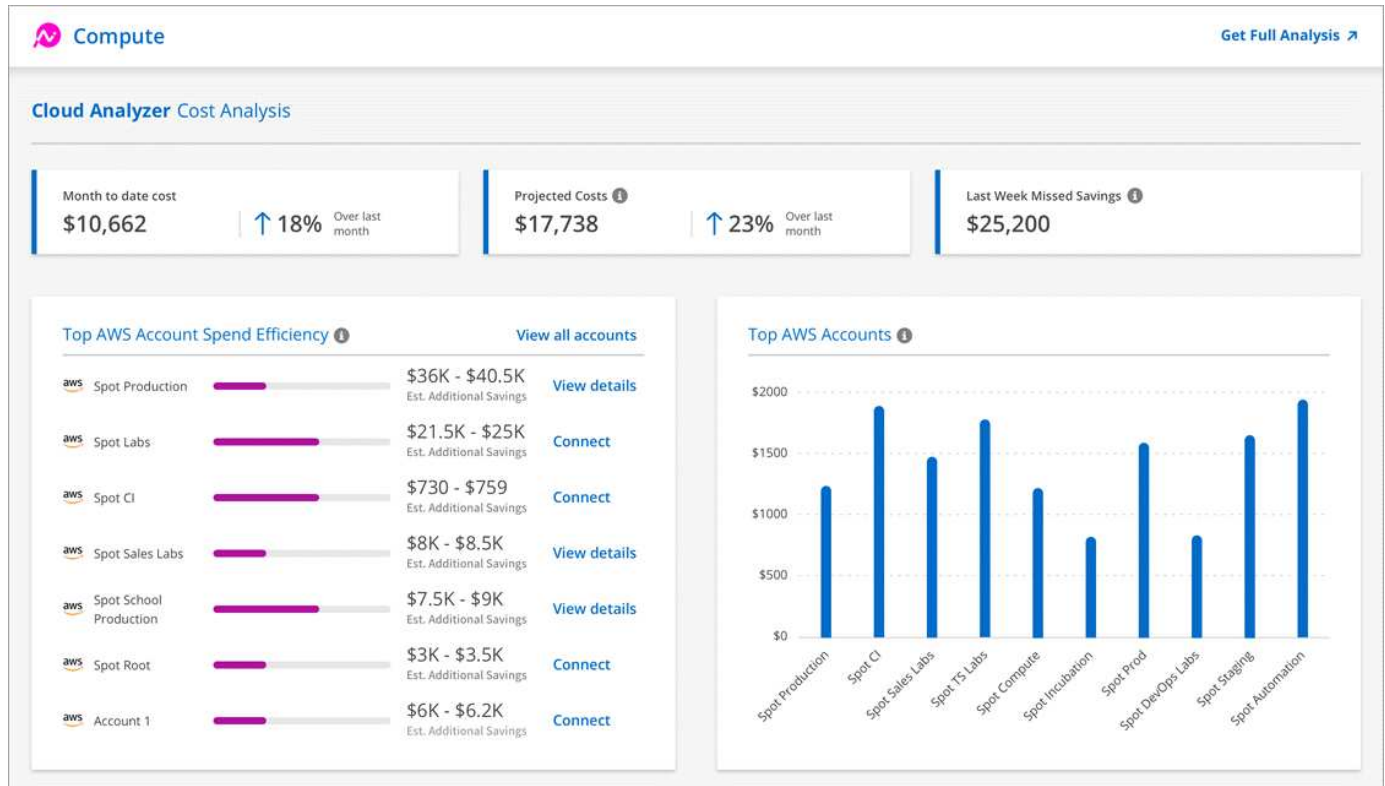 Compute
Get Full Analysis
Cloud Analyzer Cost Analysis
Month to date cost
$10,662
18%
Over last
month
Projected Costs
$17,738
23%
Over last
month
Last Week Missed Savings
$25,200
Top AWS Account Spend Efficiency
View all accounts
aws Spot Production
$36K - $40.5K
Est. Additional Savings
View details
aws Spot Labs
$21.5K - $25K
Est. Additional Savings
Connect
aws Spot CI
$730 - $759
Est. Additional Savings
Connect
aws Spot Sales Labs
$8K - $8.5K
Est. Additional Savings
View details
aws Spot School
Production
$7.5K - $9K
Est. Additional Savings
View details
aws Spot Root
$3K - $3.5K
Est. Additional Savings
Connect
aws Account 1
$6K - $6.2K
Est. Additional Savings
Connect
Top AWS Accounts
$2000
$1500
$1000
$500
$0
Spot Production
Spot CI
Spot Sales Labs
Spot TS Labs
Spot Compute
Spot Incubation
Spot Prod
Spot DevOps Labs
Spot Staging
Spot Automation